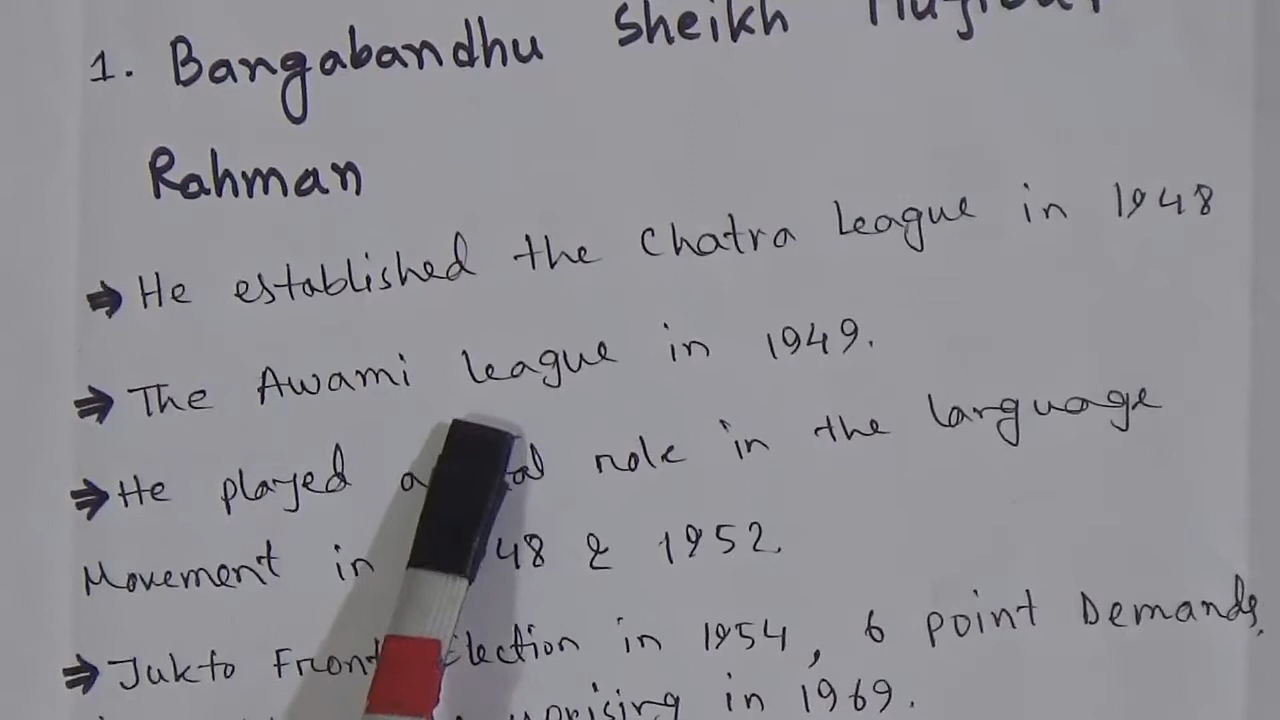 1. Bangabandhu Sheikh
Rahman
⇒ He established the Chatra League in 1948
⇒ The Awami league in 1949.
⇒ He played a role in the language
Movement in 48 & 1952.
⇒ Jukto Front Election in 1954, 6 point Demands,
uprising in 1969.